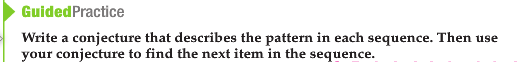 GuidedPractice
Write a conjecture that describes the pattern in each sequence. Then use
your conjecture to find the next item in the sequence.